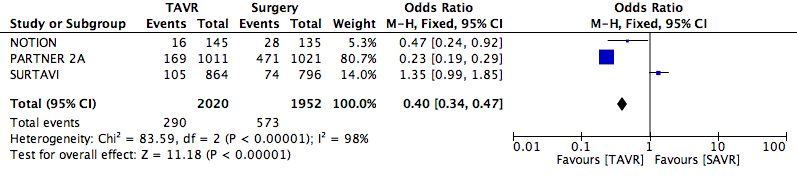 TAVR Surgery Odds Ratio Odds Ratio
Study or Subgroup Events Total Events Total Weight M-H, Fixed, 95% CI M-H, Fixed, 95% CI
NOTION 16 145 28 135 5.3% 0.47 [0.24, 0.92]
PARTNER 2A 169 1011 471 1021 80.7% 0.23 [0.19, 0.29]
SURTAVI 105 864 74 796 14.0% 1.35 [0.99, 1.85]
Total (95% CI) 2020 1952 100.0% 0.40 [0.34, 0.47]
Total events 290 573
Heterogeneity: Chi² = 83.59, df = 2 (P < 0.00001); I² = 98%
Test for overall effect: Z = 11.18 (P < 0.00001)
0.01 0.1 1 10 100
Favours [TAVR] Favours [SAVR]